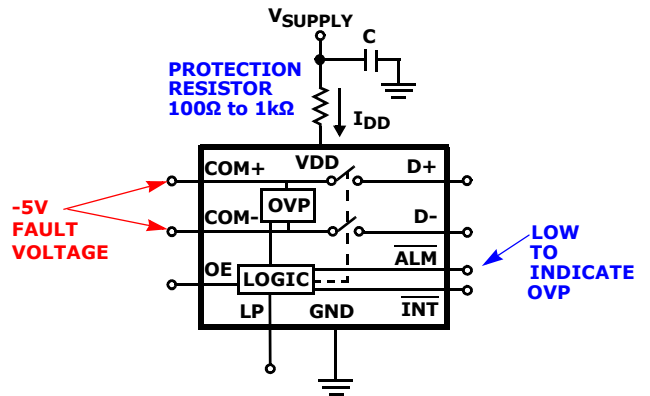 VSUPPLY
C
PROTECTION
RESISTOR
100Ω to 1kΩ
IDD
COM+
VDD
D+
OVP
-5V
FAULT
VOLTAGE
COM-
D-
LOW
TO
INDICATE
OVP
OE
LOGIC
ALM
LP
GND
INT